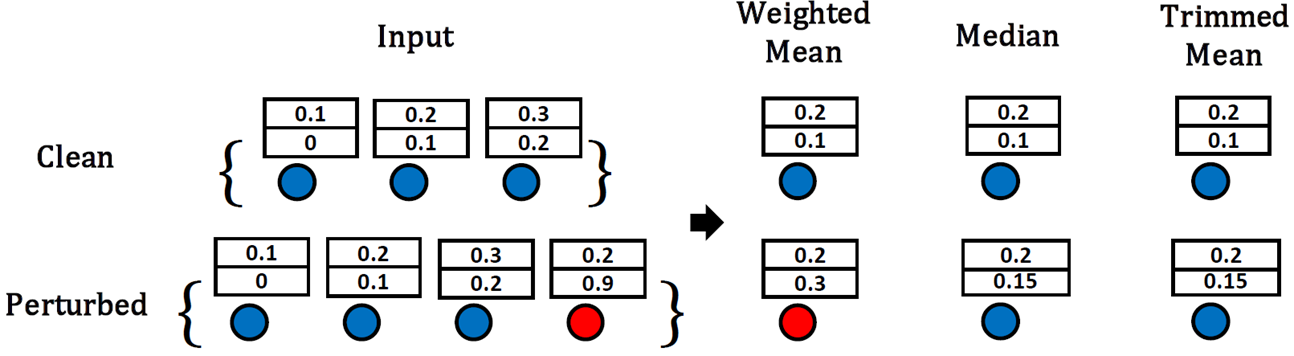 Input
Weighted
Mean
Median
Trimmed
Mean
Clean
{
0.1 0.2 0.3
0 0.1 0.2
}
0.2 0.2 0.2
0.1 0.1 0.1
Perturbed
{
0.1 0.2 0.3 0.2
0 0.1 0.2 0.9
}
0.2 0.2 0.2
0.3 0.15 0.15